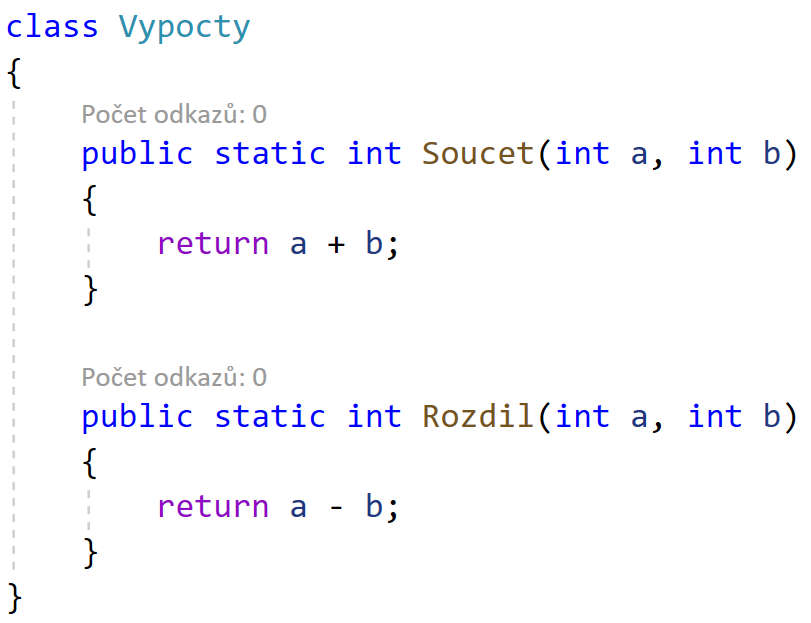 class Vypocty
{
Počet odkazů: 0
public static int Soucet(int a, int b)
{
return a + b;
}
Počet odkazů: 0
public static int Rozdil(int a, int b)
{
return a - b;
}
}